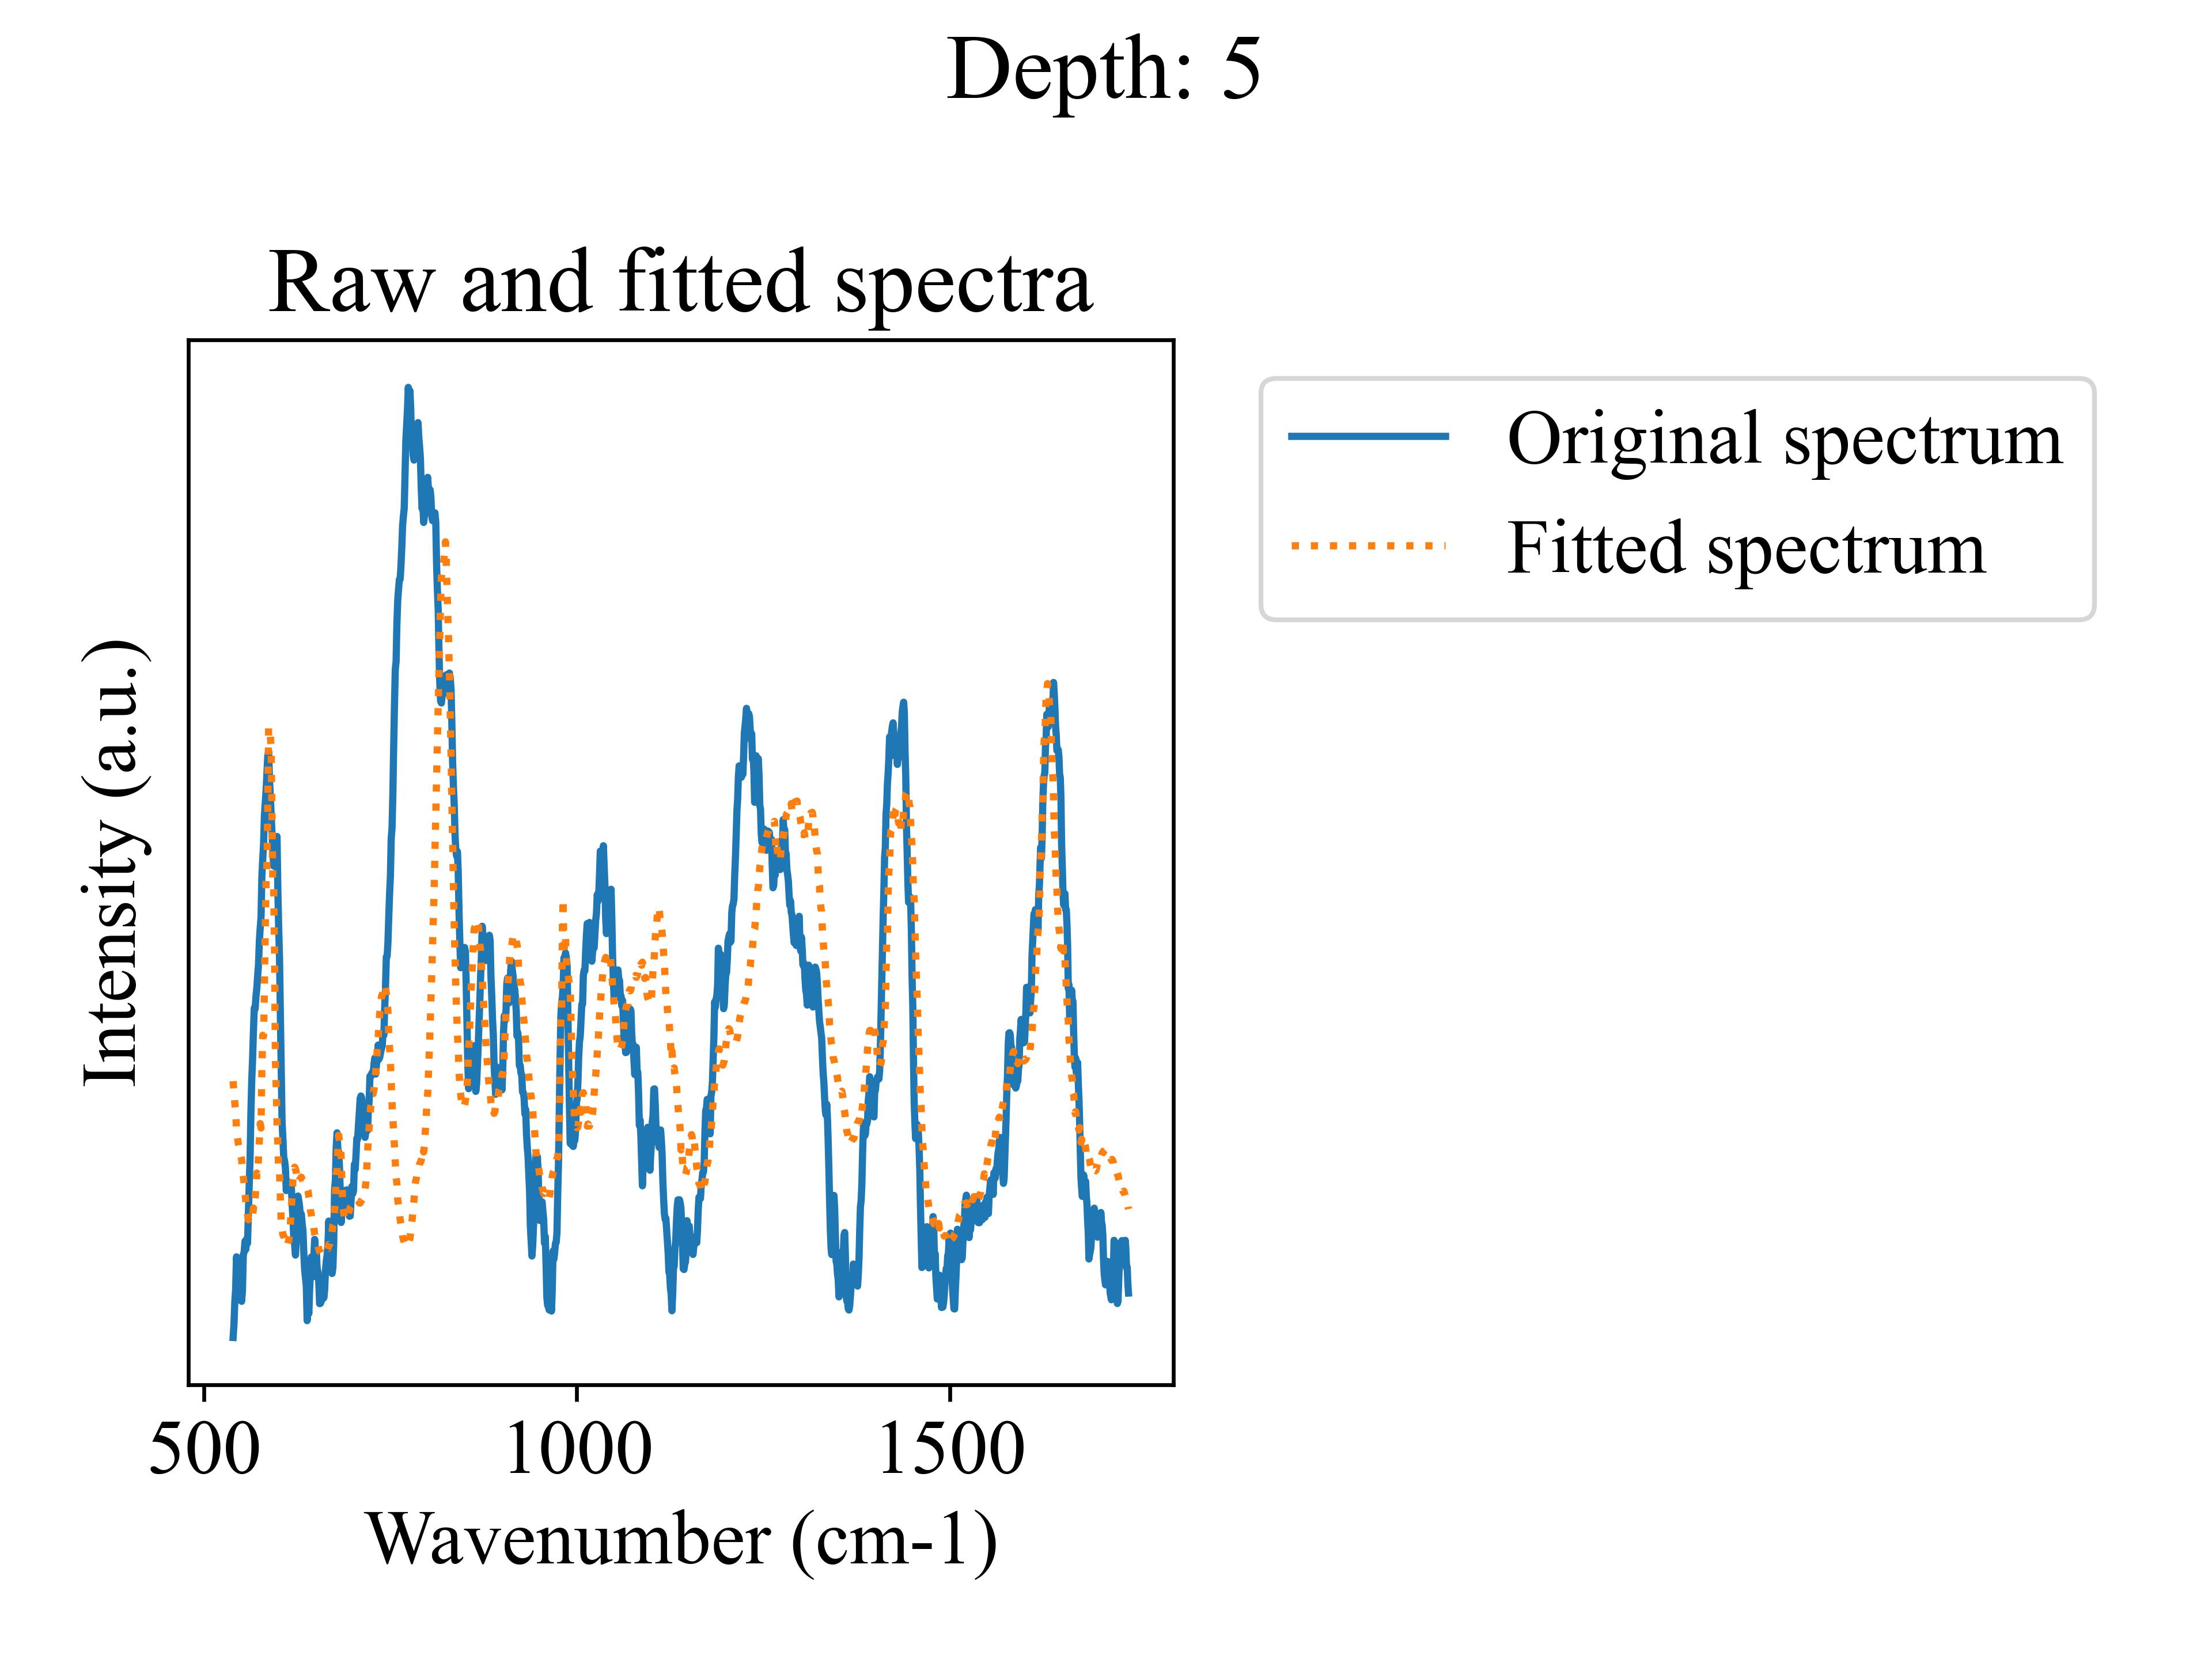 Depth: 5
Raw and fitted spectra
Original spectrum
Fitted spectrum
Intensity (a.u.)
500 1000 1500
Wavenumber (cm-1)